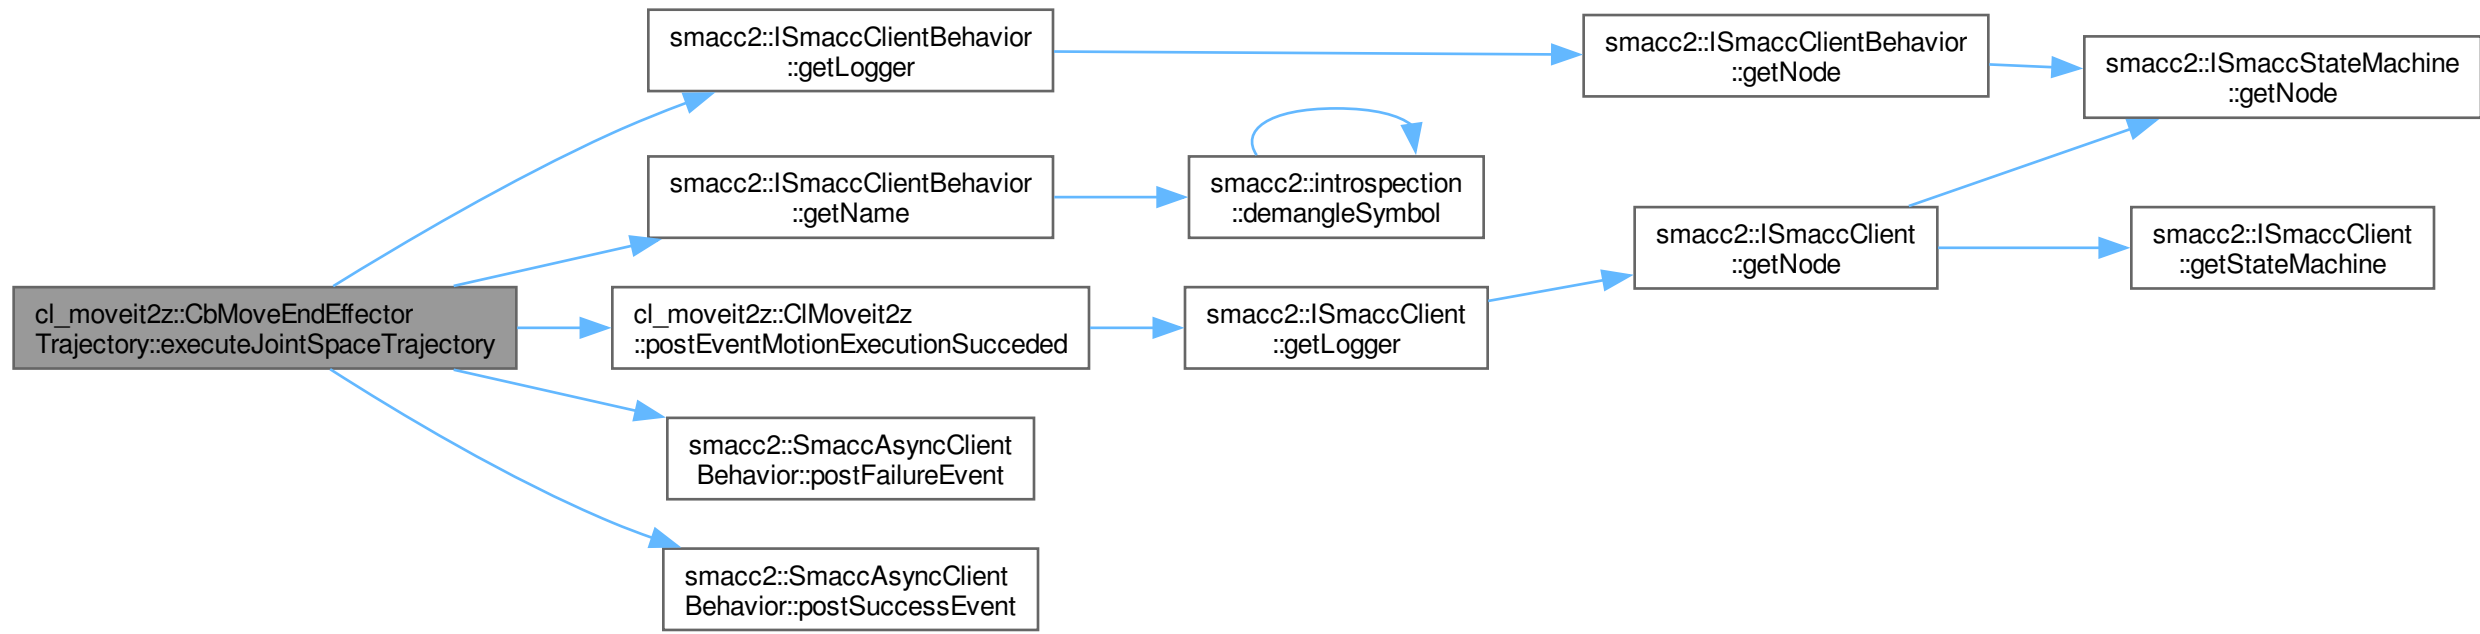 smacc2::ISmaccClientBehavior
::getLogger
smacc2::ISmaccClientBehavior
::getNode
smacc2::ISmaccStateMachine
::getNode
smacc2::ISmaccClientBehavior
::getName
smacc2::introspection
::demangleSymbol
smacc2::ISmaccClient
::getNode
smacc2::ISmaccClient
::getStateMachine
cl_moveit2z::CbMoveEndEffector
Trajectory::executeJointSpaceTrajectory
cl_moveit2z::ClMoveit2z
::postEventMotionExecutionSucceded
smacc2::ISmaccClient
::getLogger
smacc2::SmaccAsyncClient
Behavior::postFailureEvent
smacc2::SmaccAsyncClient
Behavior::postSuccessEvent